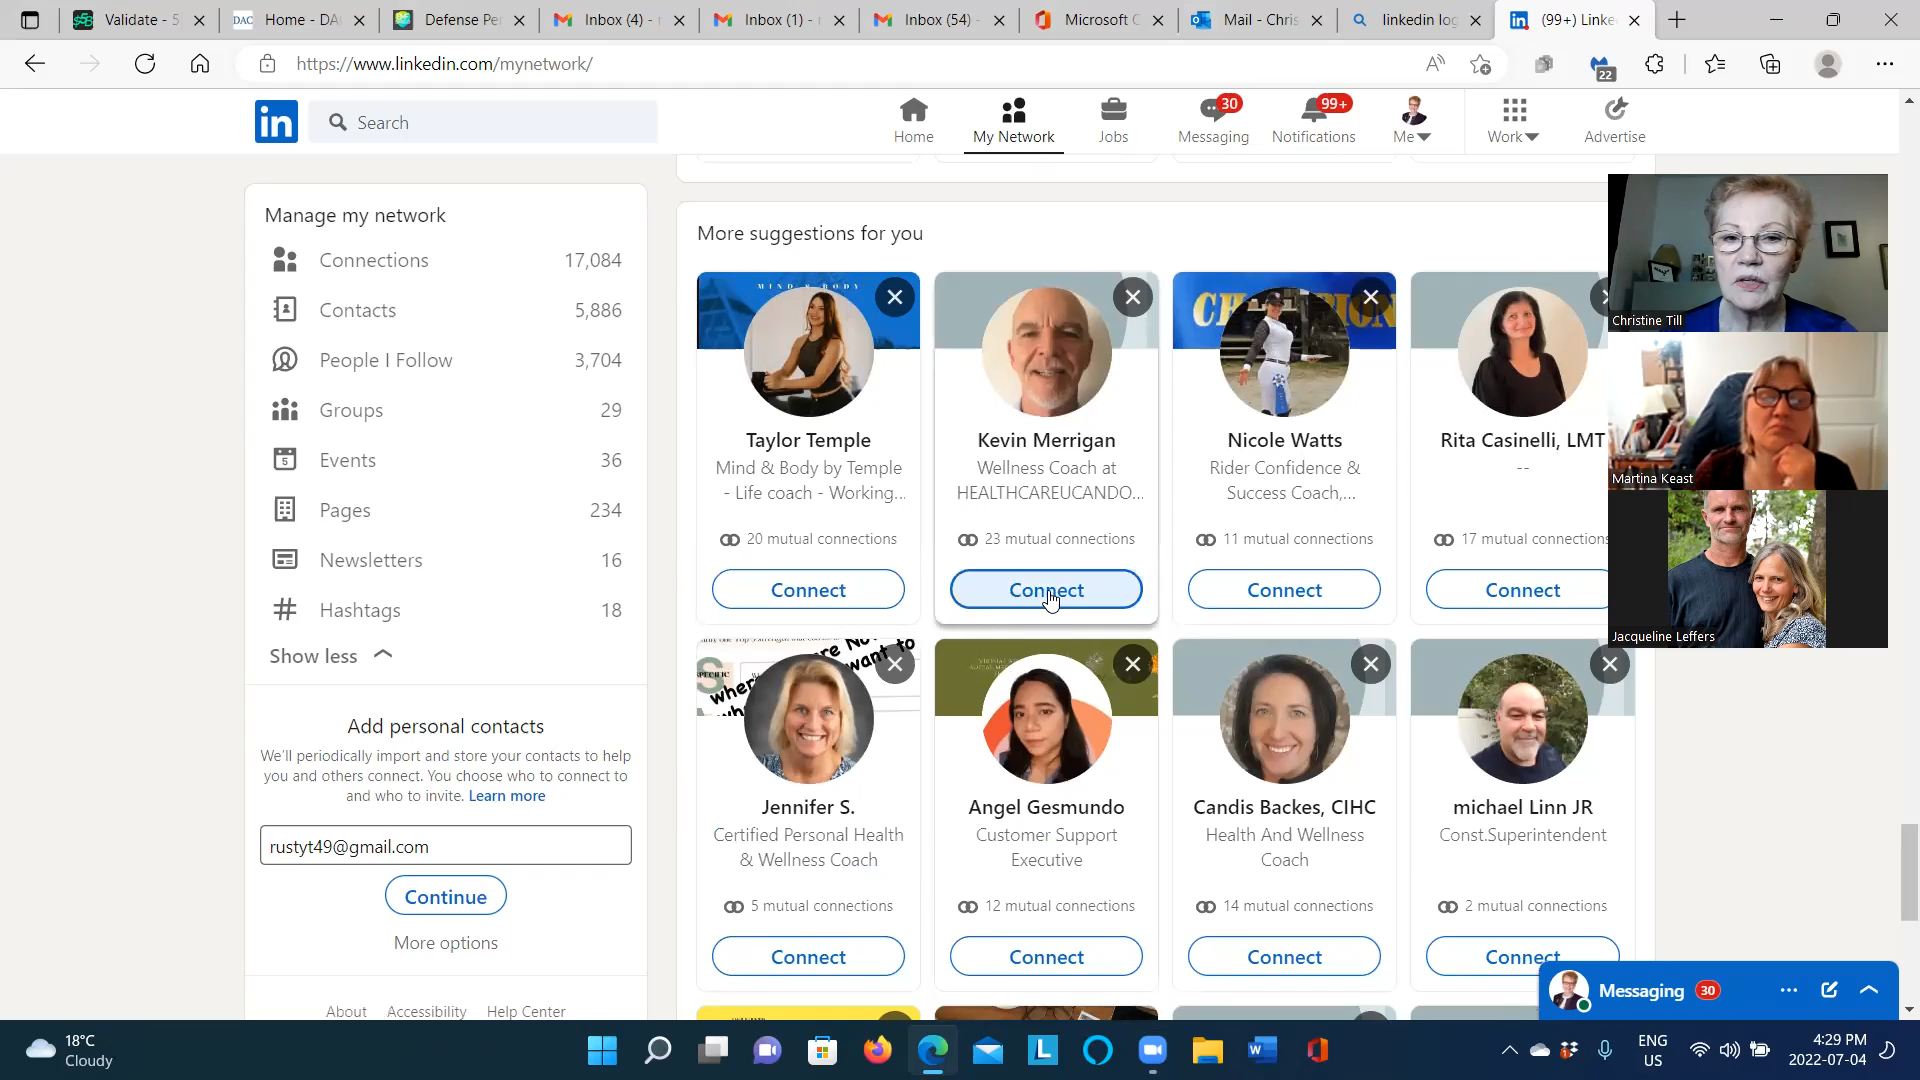 Validate - 5
Home - DA
Defense Pe
Inbox (4) -
Inbox (1) -
Inbox (54) -
Microsoft
Mail - Chris
linkedin log
(99+) Linke
https://www.linkedin.com/mynetwork/
22
in
Search
Home
My Network
Jobs
30
Messaging
99+
Notifications
Me
Work
Advertise
Manage my network
Connections 17,084
Contacts 5,886
People I Follow 3,704
Groups 29
Events 36
Pages 234
Newsletters 16
Hashtags 18
Show less
Add personal contacts
We'll periodically import and store your contacts to help
you and others connect. You choose who to connect to
and who to invite. Learn more
rustyt49@gmail.com
Continue
More options
About Accessibility Help Center
More suggestions for you
MIND & BODY
Taylor Temple
Mind & Body by Temple
- Life coach - Working...
20 mutual connections
Connect
Kevin Merrigan
Wellness Coach at
HEALTHCAREUCANDO...
23 mutual connections
Connect
Nicole Watts
Rider Confidence &
Success Coach,...
11 mutual connections
Connect
Rita Casinelli, LMT
--
17 mutual connections
Connect
Jennifer S.
Certified Personal Health
& Wellness Coach
5 mutual connections
Connect
Angel Gesmundo
Customer Support
Executive
12 mutual connections
Connect
Candis Backes, CIHC
Health And Wellness
Coach
14 mutual connections
Connect
michael Linn JR
Const.Superintendent
2 mutual connections
Connect
Christine Till
Martina Keast
Jacqueline Leffers
Messaging 30
18°C
Cloudy
ENG
US
4:29 PM
2022-07-04